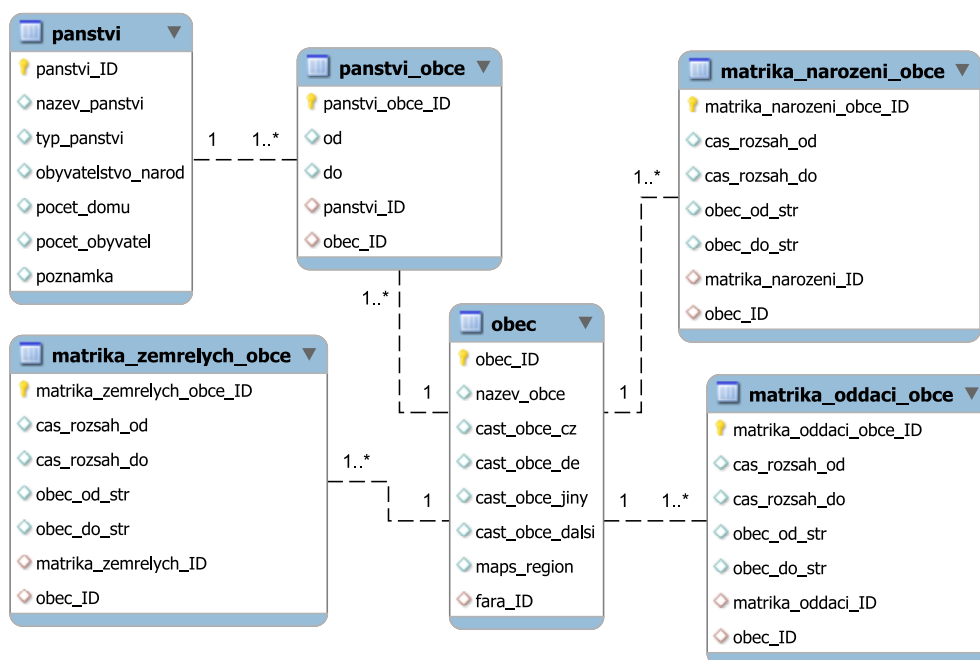 panstvi
panstvi_ID
nazev_panstvi
typ_panstvi
obyvatelstvo_narod
pocet_domu
pocet_obyvatel
poznamka
1
1..*
panstvi_obce
panstvi_obce_ID
od
do
panstvi_ID
obec_ID
1..*
1
matrika_narozeni_obce
matrika_narozeni_obce_ID
cas_rozsah_od
cas_rozsah_do
obec_od_str
obec_do_str
matrika_narozeni_ID
obec_ID
1..*
1
matrika_zemrelych_obce
matrika_zemrelych_obce_ID
cas_rozsah_od
cas_rozsah_do
obec_od_str
obec_do_str
matrika_zemrelych_ID
obec_ID
1..*
1
obec
obec_ID
nazev_obce
cast_obce_cz
cast_obce_de
cast_obce_jiny
cast_obce_dalsi
maps_region
fara_ID
1
1..*
matrika_oddaci_obce
matrika_oddaci_obce_ID
cas_rozsah_od
cas_rozsah_do
obec_od_str
obec_do_str
matrika_oddaci_ID
obec_ID